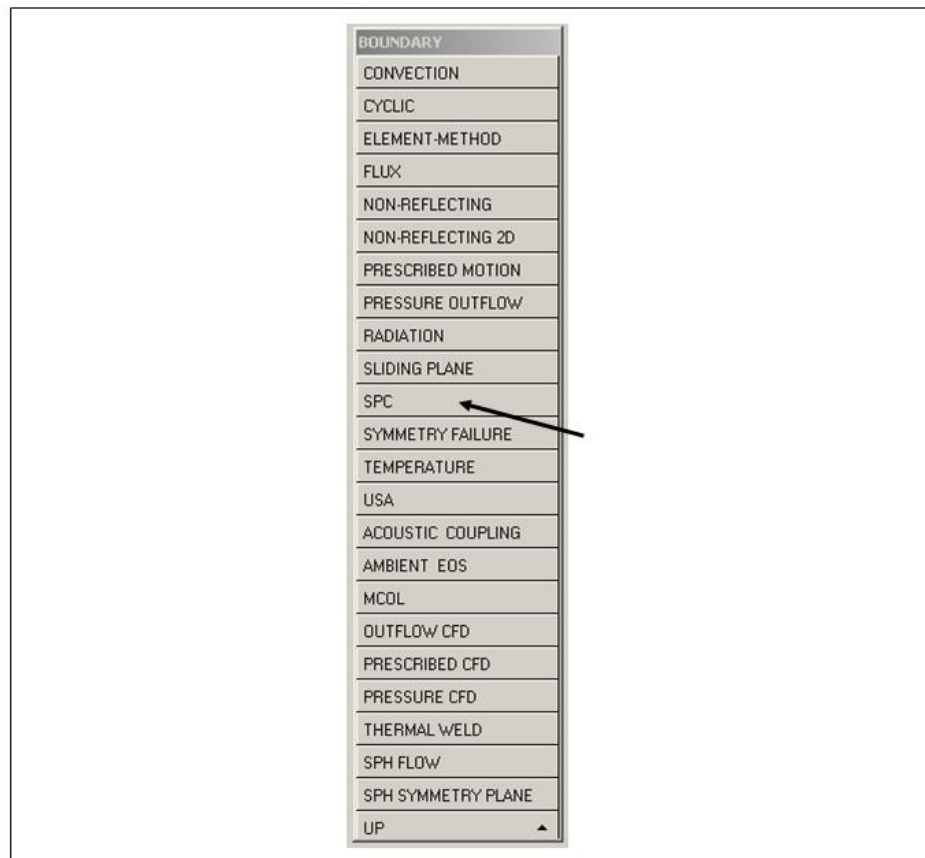 BOUNDARY
CONVECTION
CYCLIC
ELEMENT-METHOD
FLUX
NON-REFLECTING
NON-REFLECTING 2D
PRESCRIBED MOTION
PRESSURE OUTFLOW
RADIATION
SLIDING PLANE
SPC
SYMMETRY FAILURE
TEMPERATURE
USA
ACOUSTIC COUPLING
AMBIENT EOS
MCOL
OUTFLOW CFD
PRESCRIBED CFD
PRESSURE CFD
THERMAL WELD
SPH FLOW
SPH SYMMETRY PLANE
UP